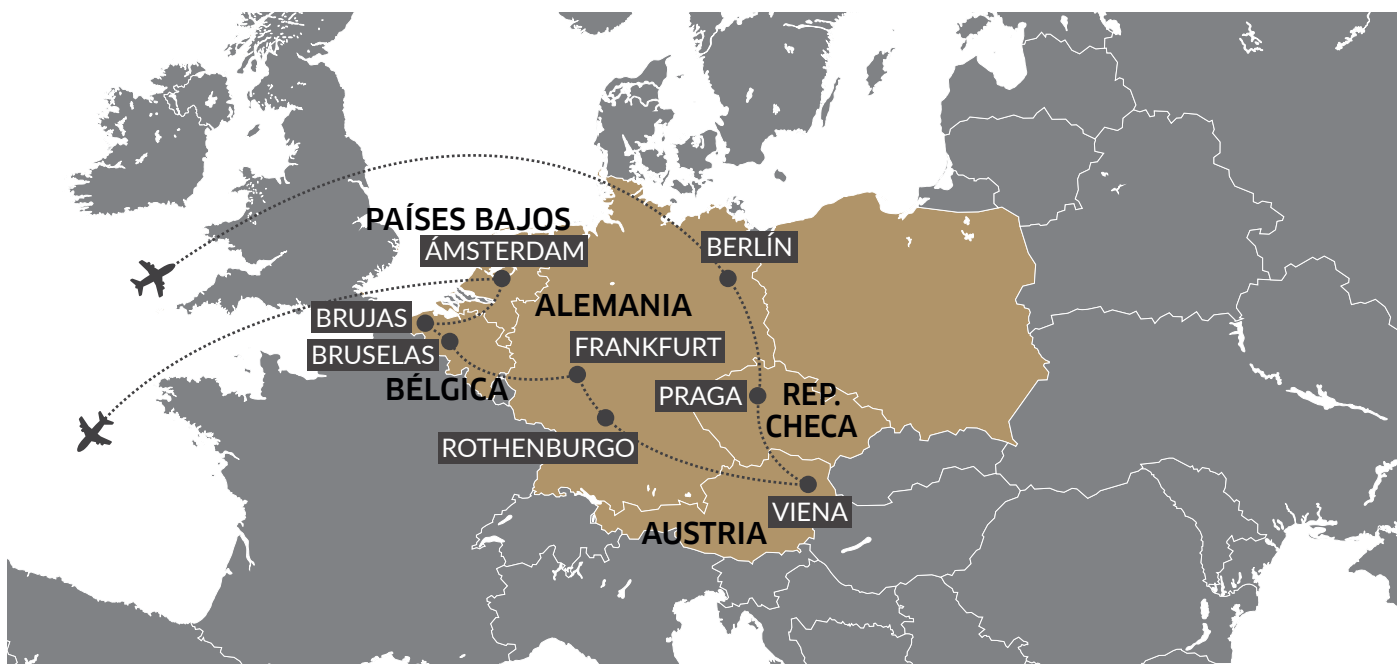 PAÍSES BAJOS
ÁMSTERDAM
BERLÍN
ALEMANIA
BRUJAS
FRANKFURT
BRUSELAS
BÉLGICA
PRAGA
REP.
CHECA
ROTHENBURGO
VIENA
AUSTRIA